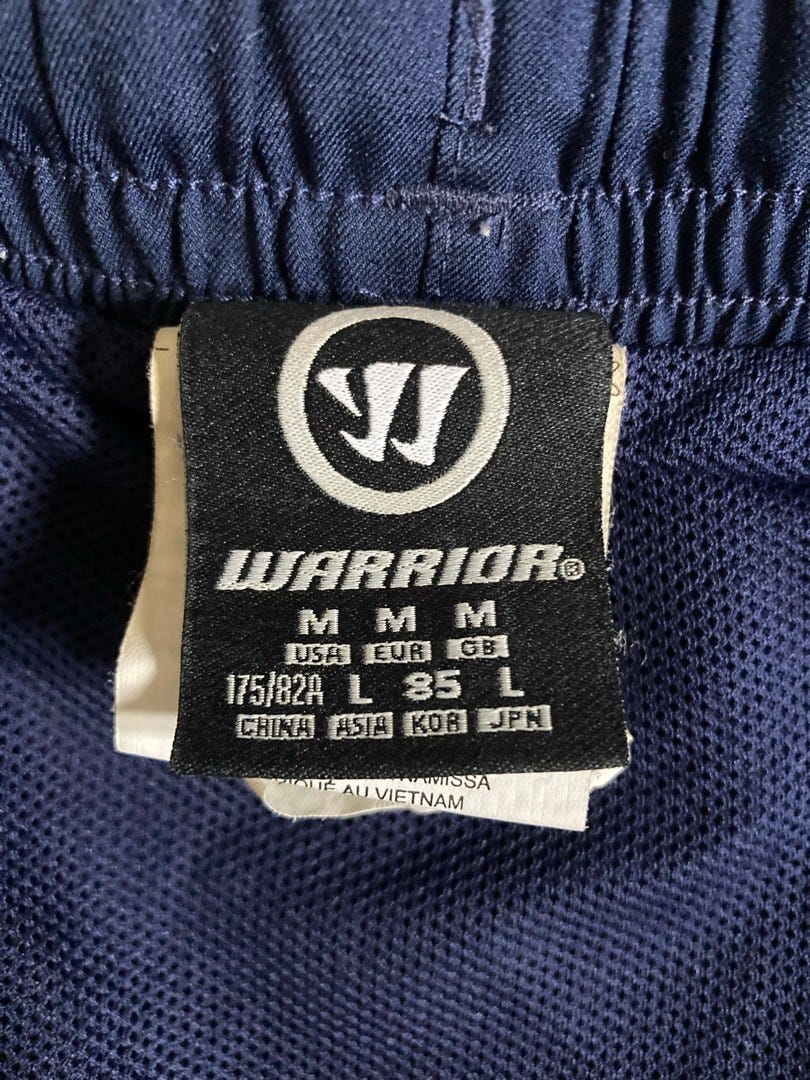 WARRIOR®
M M M
USA EUR GB
175/82A L 85 L
CHINA ASIA KOR JPN
AU VIETNAM